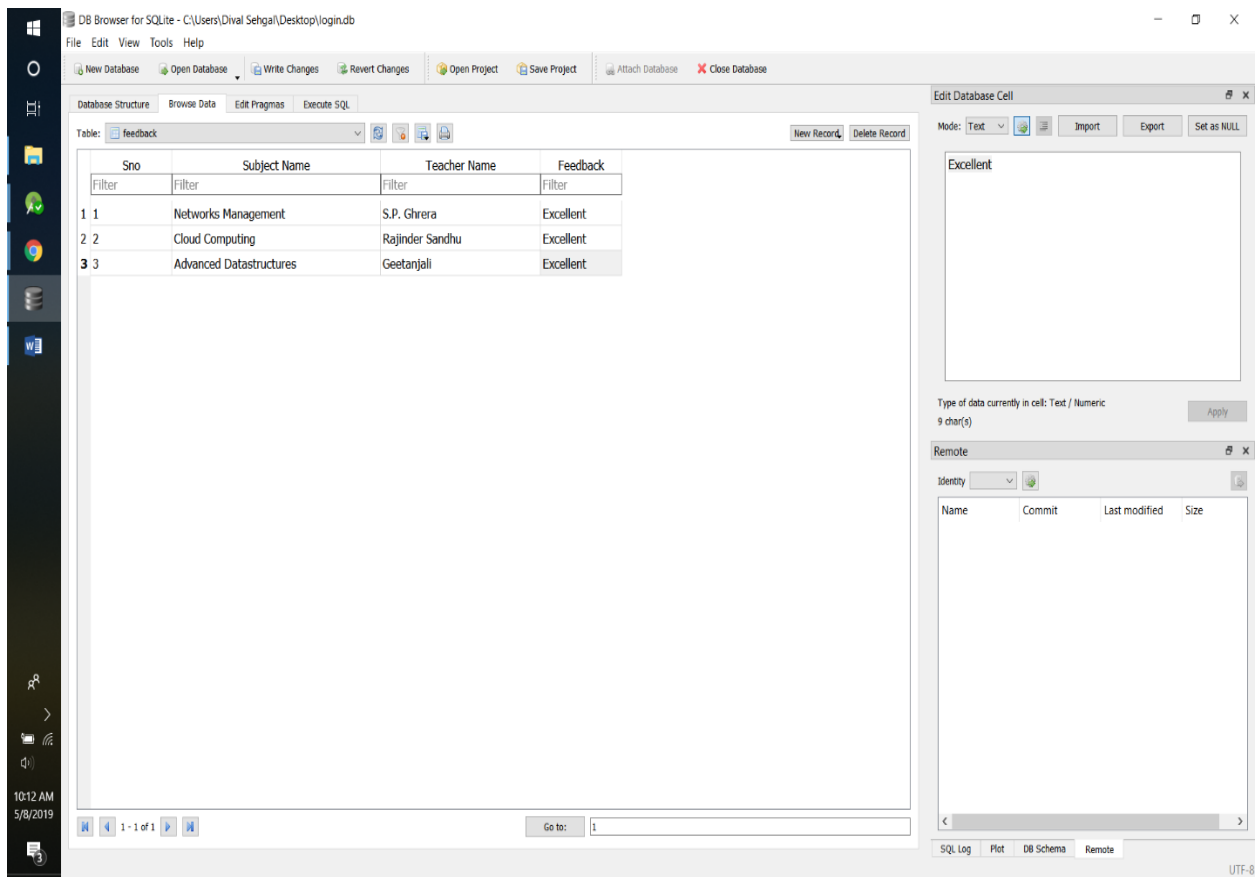 DB Browser for SQLite - C:\Users\Dival Sehgal\Desktop\login.db
File Edit View Tools Help
New Database Open Database Write Changes Revert Changes Open Project Save Project Attach Database Close Database
Database Structure Browse Data Edit Pragmas Execute SQL
Table: feedback New Record Delete Record
Sno Subject Name Teacher Name Feedback
Filter Filter Filter Filter
1 1 Networks Management S.P. Ghrera Excellent
2 2 Cloud Computing Rajinder Sandhu Excellent
3 3 Advanced Datastructures Geetanjali Excellent
1 - 1 of 1 Go to: 1
Edit Database Cell
Mode: Text Import Export Set as NULL
Excellent
Type of data currently in cell: Text / Numeric
9 char(s)
Apply
Remote
Identity
Name Commit Last modified Size
SQL Log Plot DB Schema Remote
UTF-8
10:12 AM
5/8/2019
3